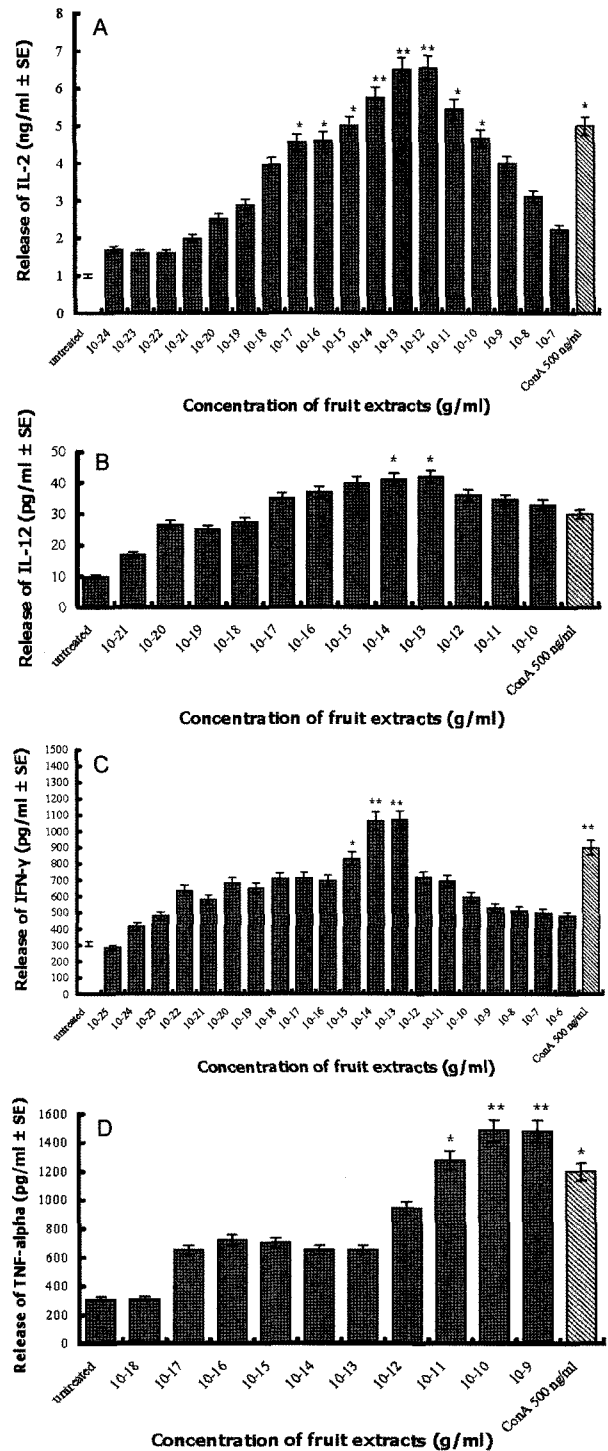 A
Release of IL-2 (ng/ml ± SE)
8
7
6
5
4
3
2
1
0
* * * ** ** ** * * *
untreated 10-24 10-23 10-22 10-21 10-20 10-19 10-18 10-17 10-16 10-15 10-14 10-13 10-12 10-11 10-10 10-9 10-8 10-7 ConA 500 ng/ml
Concentration of fruit extracts (g/ml)
B
Release of IL-12 (pg/ml ± SE)
50
40
30
20
10
0
* *
untreated 10-21 10-20 10-19 10-18 10-17 10-16 10-15 10-14 10-13 10-12 10-11 10-10 ConA 500 ng/ml
Concentration of fruit extracts (g/ml)
C
Release of IFN-γ (pg/ml ± SE)
1500
1400
1300
1200
1100
1000
900
800
700
600
500
400
300
200
100
0
* ** ** **
untreated 10-25 10-24 10-23 10-22 10-21 10-20 10-19 10-18 10-17 10-16 10-15 10-14 10-13 10-12 10-11 10-10 10-9 10-8 10-7 10-6 ConA 500 ng/ml
Concentration of fruit extracts (g/ml)
D
Release of TNF-alpha (pg/ml ± SE)
1600
1400
1200
1000
800
600
400
200
0
* ** ** *
untreated 10-18 10-17 10-16 10-15 10-14 10-13 10-12 10-11 10-10 10-9 ConA 500 ng/ml
Concentration of fruit extracts (g/ml)